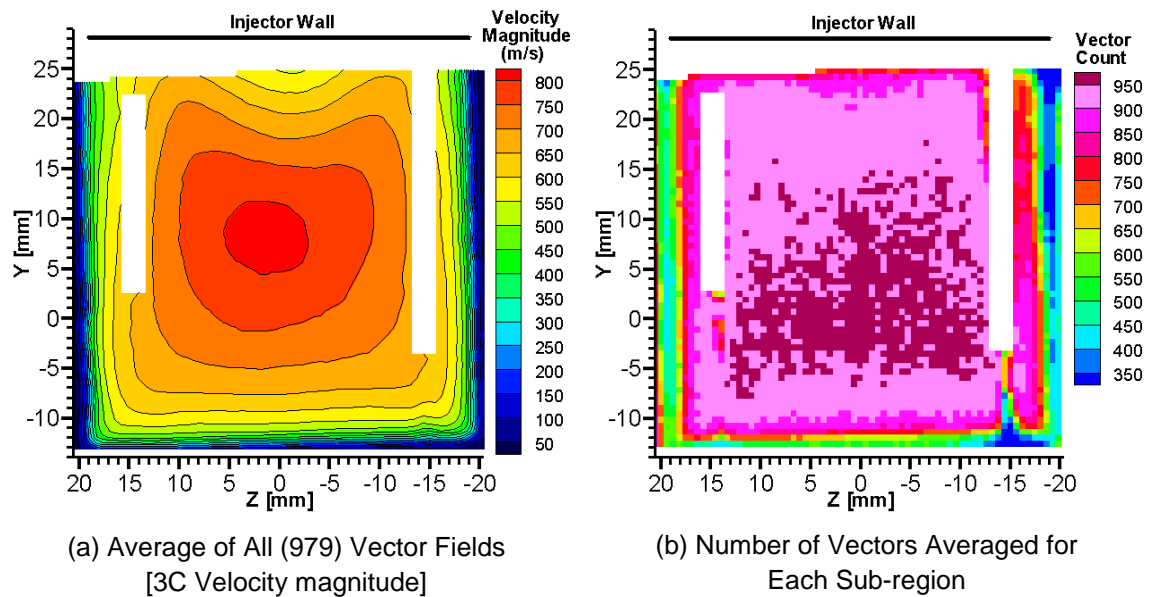 Injector Wall
Velocity
Magnitude
(m/s)
25
20
15
10
5
0
-5
-10
Y [mm]
20 15 10 5 0 -5 -10 -15 -20
Z [mm]
800
750
700
650
600
550
500
450
400
350
300
250
200
150
100
50
(a) Average of All (979) Vector Fields
[3C Velocity magnitude]
Injector Wall
Vector
Count
25
20
15
10
5
0
-5
-10
Y [mm]
20 15 10 5 0 -5 -10 -15 -20
Z [mm]
950
900
850
800
750
700
650
600
550
500
450
400
350
(b) Number of Vectors Averaged for
Each Sub-region